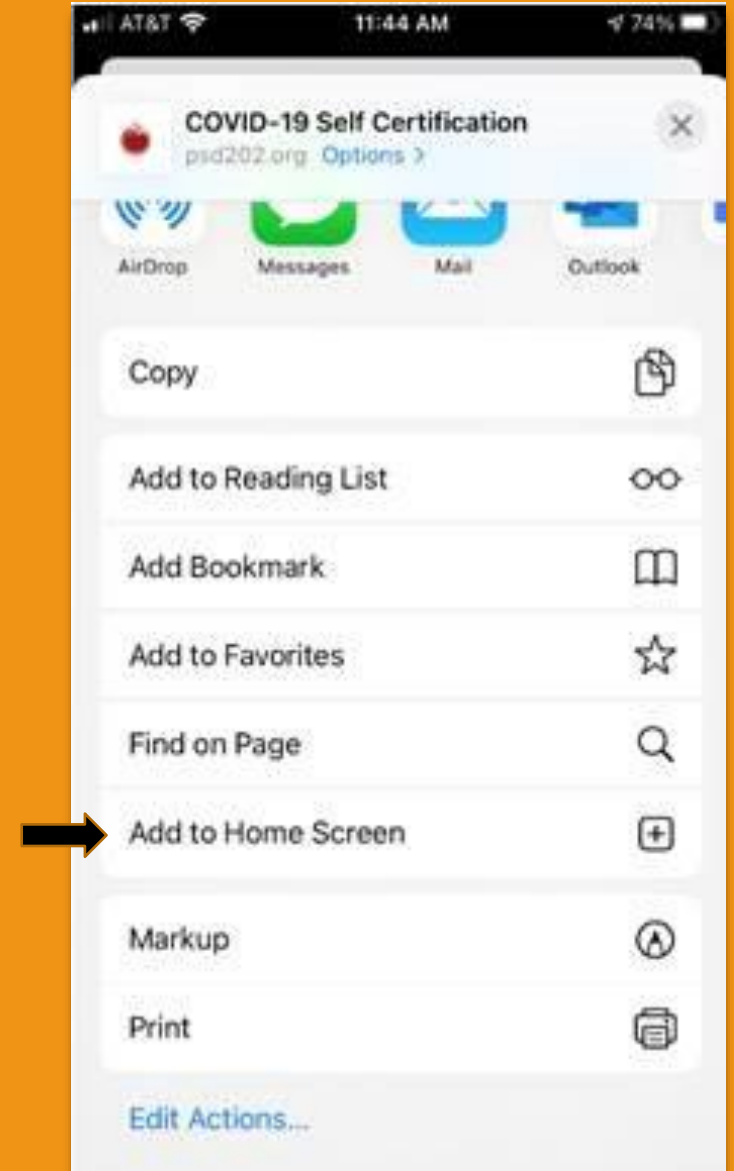 AT&T 11:44 AM 74%
COVID-19 Self Certification
psd202.org Options >
AirDrop Messages Mail Outlook
Copy
Add to Reading List
Add Bookmark
Add to Favorites
Find on Page
Add to Home Screen
Markup
Print
Edit Actions...